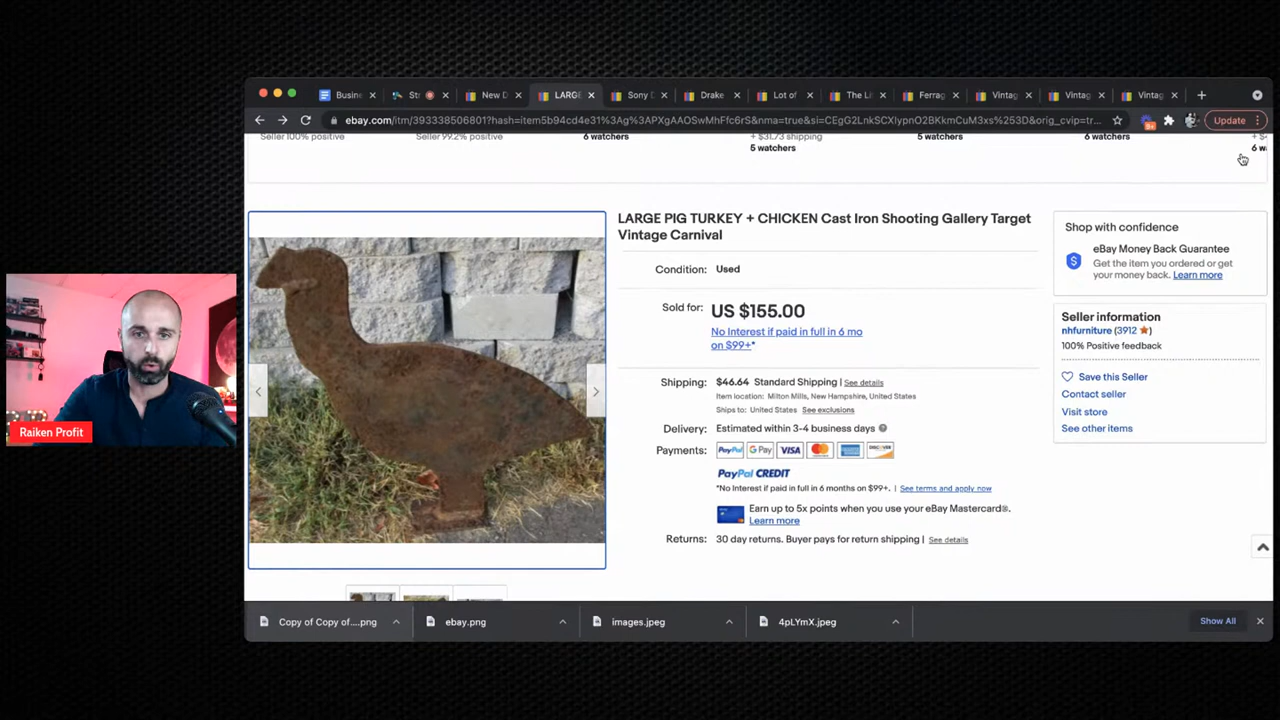 Busine
Str
New D
LARGE
Sony D
Drake
Lot of
The Li
Ferrag
Vintag
Vintag
Vintag
ebay.com/itm/393338506801?hash=item5b94cd4e31%3Ag%3APXgAAOSwMhFfc6rS&nma=true&si=CEgG2LnkSCXIypnO2BKkmCuM3xs%253D&orig_cvip=tr...
Update
Seller 100% positive
Seller 99.2% positive
6 watchers
+ $31.73 shipping
5 watchers
5 watchers
6 watchers
+ $
6 w
LARGE PIG TURKEY + CHICKEN Cast Iron Shooting Gallery Target
Vintage Carnival
Condition: Used
Sold for: US $155.00
No Interest if paid in full in 6 mo
on $99+*
Shipping: $46.64 Standard Shipping | See details
Item location: Milton Mills, New Hampshire, United States
Ships to: United States See exclusions
Delivery: Estimated within 3-4 business days
Payments: PayPal G Pay VISA DISCOVER
PayPal CREDIT
*No Interest if paid in full in 6 months on $99+. | See terms and apply now
Earn up to 5x points when you use your eBay Mastercard®.
Learn more
Returns: 30 day returns. Buyer pays for return shipping | See details
Shop with confidence
eBay Money Back Guarantee
Get the item you ordered or get
your money back. Learn more
Seller information
nhfurniture (3912)
100% Positive feedback
Save this Seller
Contact seller
Visit store
See other items
Raiken Profit
Copy of Copy of....png
ebay.png
images.jpeg
4pLYmX.jpeg
Show All